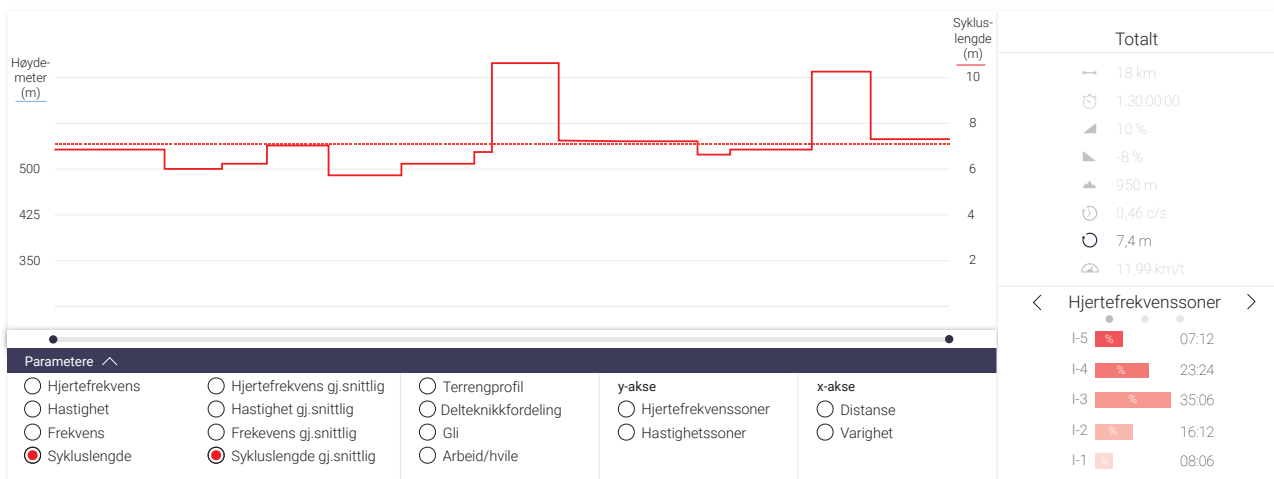 Høyde-
meter
(m)
500
425
350
Syklus-
lengde
(m)
10
8
6
4
2
Totalt
18 km
1:30:00:00
10 %
-8 %
950 m
0,46 c/s
7,4 m
11,99 km/t
Hjertefrekvenssoner
I-5 % 07:12
I-4 % 23:24
I-3 % 35:06
I-2 % 16:12
I-1 % 08:06
Parametere
Hjertefrekvens
Hastighet
Frekvens
Sykluslengde
Hjertefrekvens gj.snittlig
Hastighet gj.snittlig
Frekevens gj.snittlig
Sykluslengde gj.snittlig
Terrengprofil
Delteknikkfordeling
Gli
Arbeid/hvile
y-akse
Hjertefrekvenssoner
Hastighetssoner
x-akse
Distanse
Varighet